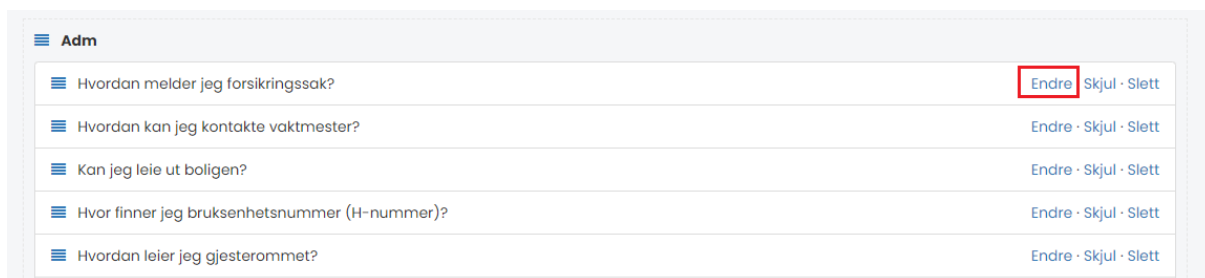 Adm
Hvordan melder jeg forsikringssak? Endre Skjul · Slett
Hvordan kan jeg kontakte vaktmester? Endre · Skjul · Slett
Kan jeg leie ut boligen? Endre · Skjul · Slett
Hvor finner jeg bruksenhetsnummer (H-nummer)? Endre · Skjul · Slett
Hvordan leier jeg gjesterommet? Endre · Skjul · Slett